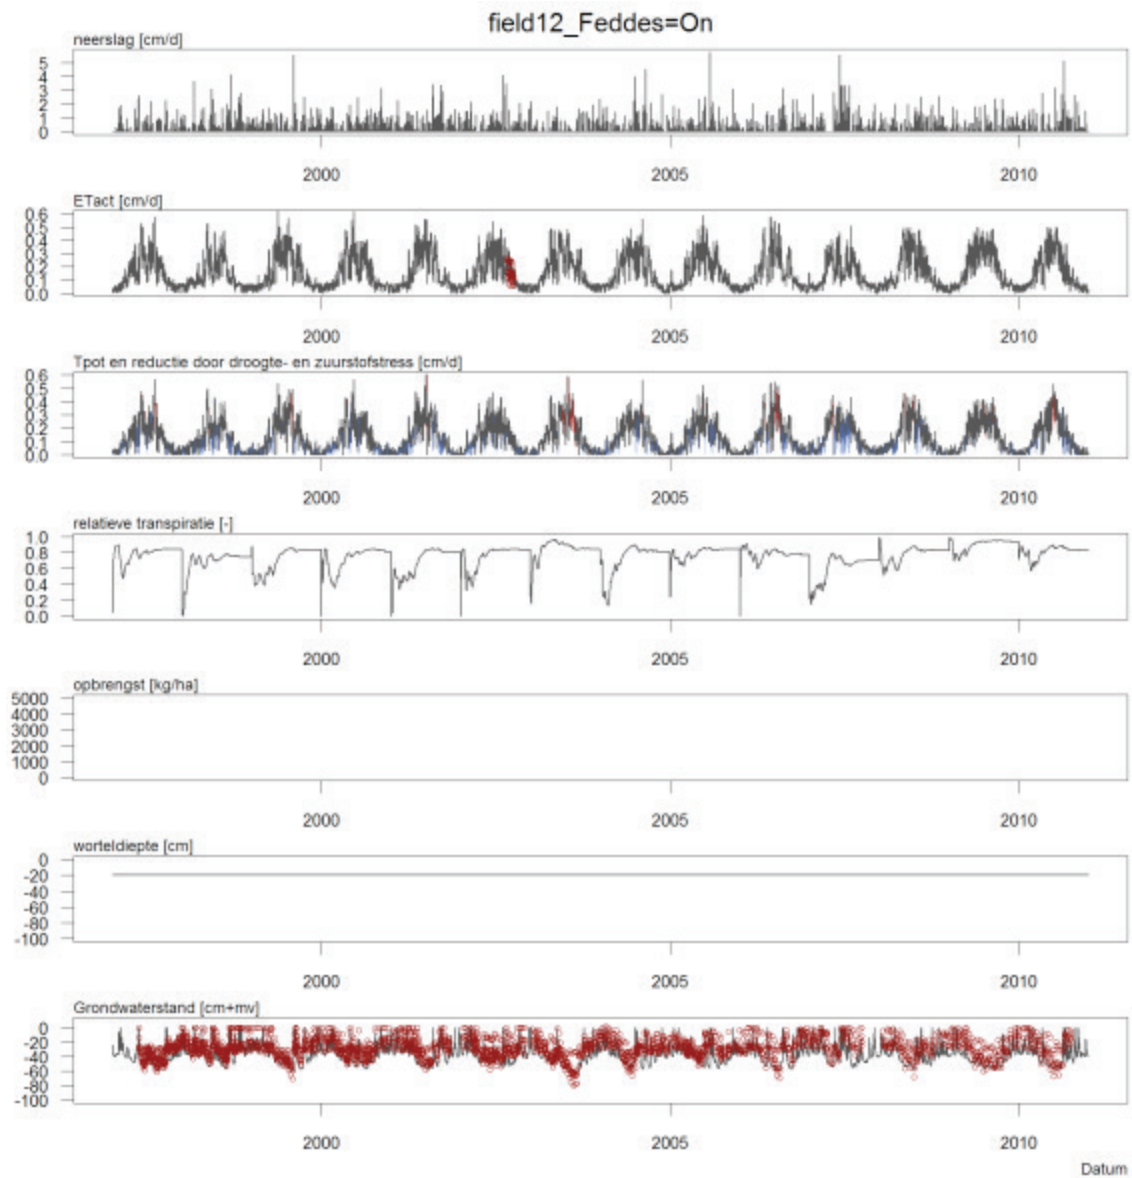 field12_Feddes=On
neerslag [cm/d]
5
4
3
2
1
0
2000 2005 2010
ETact [cm/d]
0.6
0.5
0.4
0.3
0.2
0.1
0.0
2000 2005 2010
Tpot en reductie door droogte- en zuurstofstress [cm/d]
0.6
0.5
0.4
0.3
0.2
0.1
0.0
2000 2005 2010
relatieve transpiratie [-]
1.0
0.8
0.6
0.4
0.2
0.0
2000 2005 2010
opbrengst [kg/ha]
5000
4000
3000
2000
1000
0
2000 2005 2010
worteldiepte [cm]
0
-20
-40
-60
-80
-100
2000 2005 2010
Grondwaterstand [cm+mv]
0
-20
-40
-60
-80
-100
2000 2005 2010
Datum